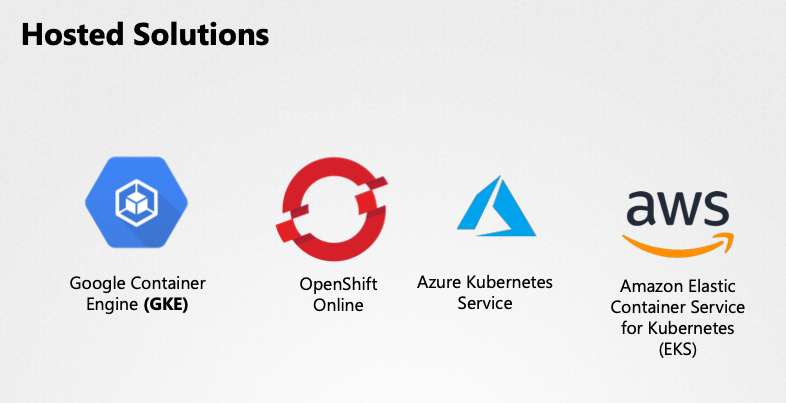 Hosted Solutions
aws
Google Container
Engine (GKE)
OpenShift
Online
Azure Kubernetes
Service
Amazon Elastic
Container Service
for Kubernetes
(EKS)